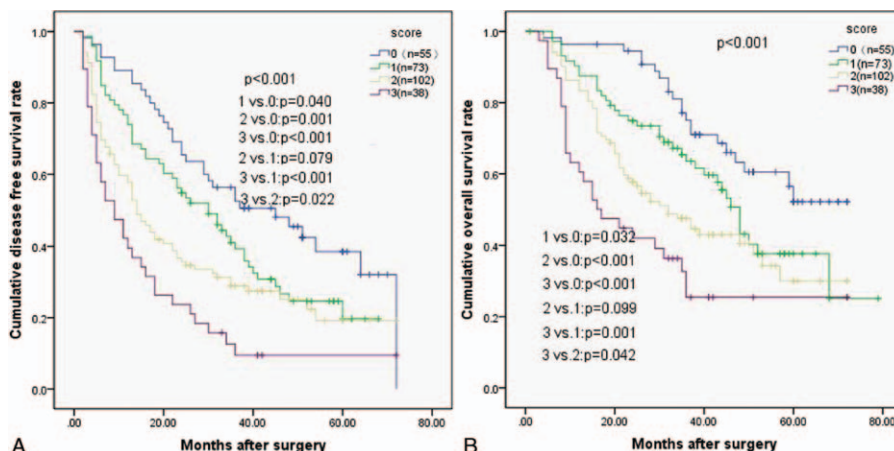 score
0 (n=55)
1(n=73)
2(n=102)
3(n=38)
p<0.001
1 vs.0:p=0.040
2 vs.0:p=0.001
3 vs.0:p<0.001
2 vs.1:p=0.079
3 vs.1:p<0.001
3 vs.2:p=0.022
Cumulative disease free survival rate
1.0
0.8
0.6
0.4
0.2
0.0
.00 20.00 40.00 60.00 80.00
Months after surgery
A
score
0 (n=55)
1(n=73)
2(n=102)
3(n=38)
p<0.001
1 vs.0:p=0.032
2 vs.0:p<0.001
3 vs.0:p<0.001
2 vs.1:p=0.099
3 vs.1:p=0.001
3 vs.2:p=0.042
Cumulative overall survival rate
1.0
0.8
0.6
0.4
0.2
0.0
.00 20.00 40.00 60.00 80.00
Months after surgery
B